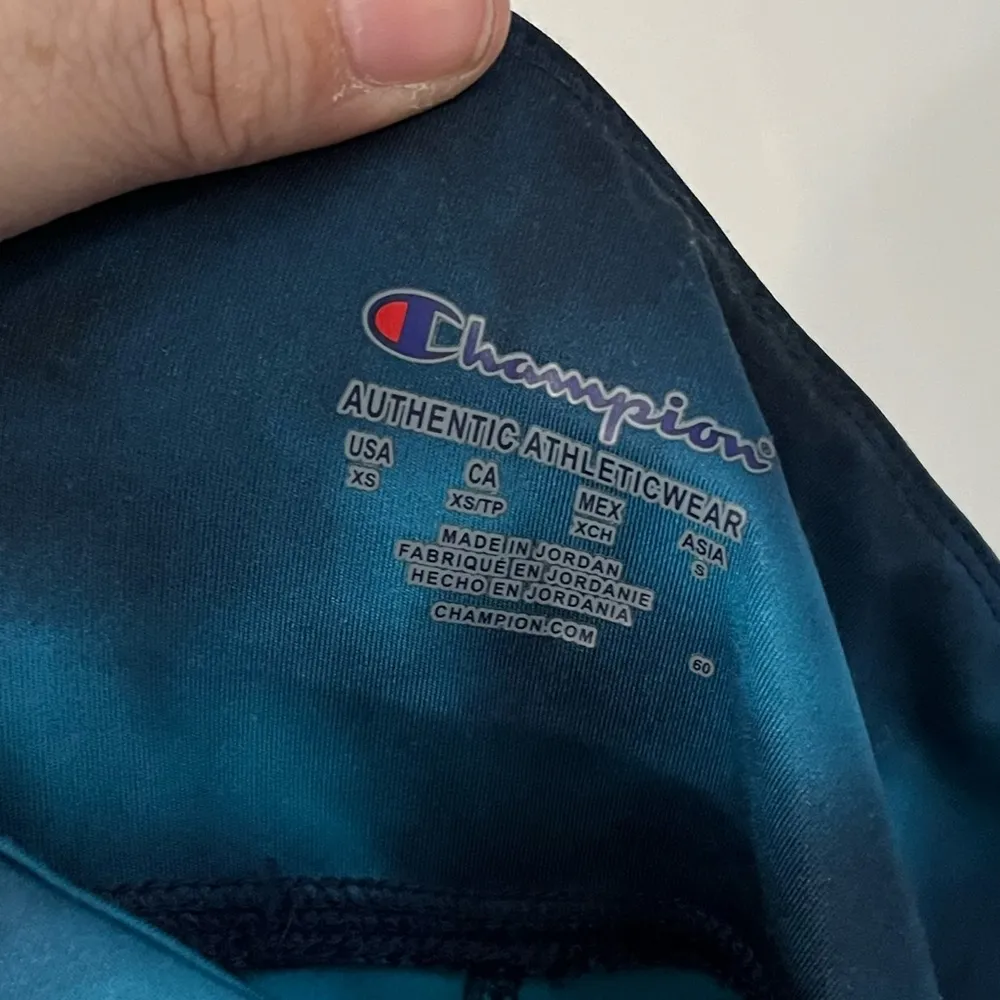 Champion®
AUTHENTIC ATHLETICWEAR
USA CA MEX ASIA
XS XS/TP XCH S
MADE IN JORDAN
FABRIQUÉ EN JORDANIE
HECHO EN JORDANIA
CHAMPION.COM
60